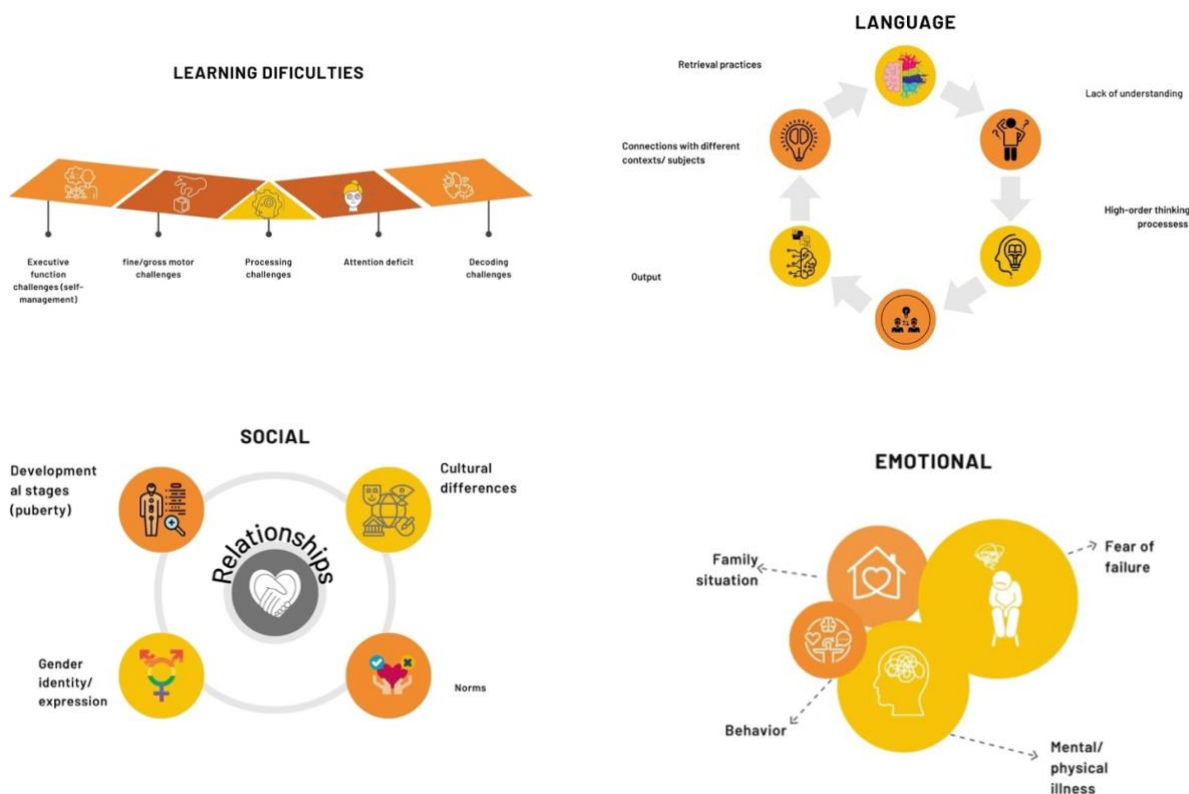 LEARNING DIFICULTIES
Executive
function
challenges (self-
management)
fine/gross motor
challenges
Processing
challenges
Attention deficit
Decoding
challenges
LANGUAGE
Retrieval practices
Lack of understanding
Connections with different
contexts/ subjects
High-order thinking
processess
Output
SOCIAL
Development
al stages
(puberty)
Cultural
differences
Relationships
Gender
identity/
expression
Norms
EMOTIONAL
Family
situation
Fear of
failure
Behavior
Mental/
physical
illness